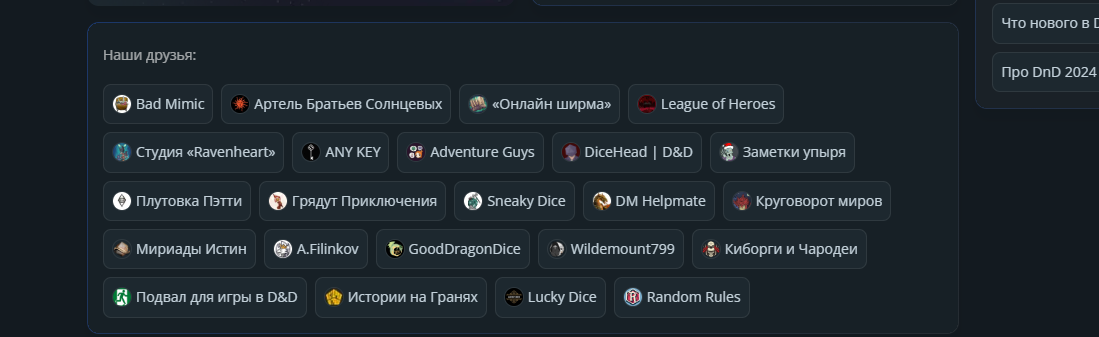 Наши друзья:
Bad Mimic Артель Братьев Солнцевых «Онлайн ширма» League of Heroes
Студия «Ravenheart» ANY KEY Adventure Guys DiceHead | D&D Заметки упыря
Плутовка Пэтти Грядут Приключения Sneaky Dice DM Helpmate Круговорот миров
Мириады Истин A.Filinkov GoodDragonDice Wildemount799 Киборги и Чародеи
Подвал для игры в D&D Истории на Гранях Lucky Dice Random Rules
Что нового в D
Про DnD 2024